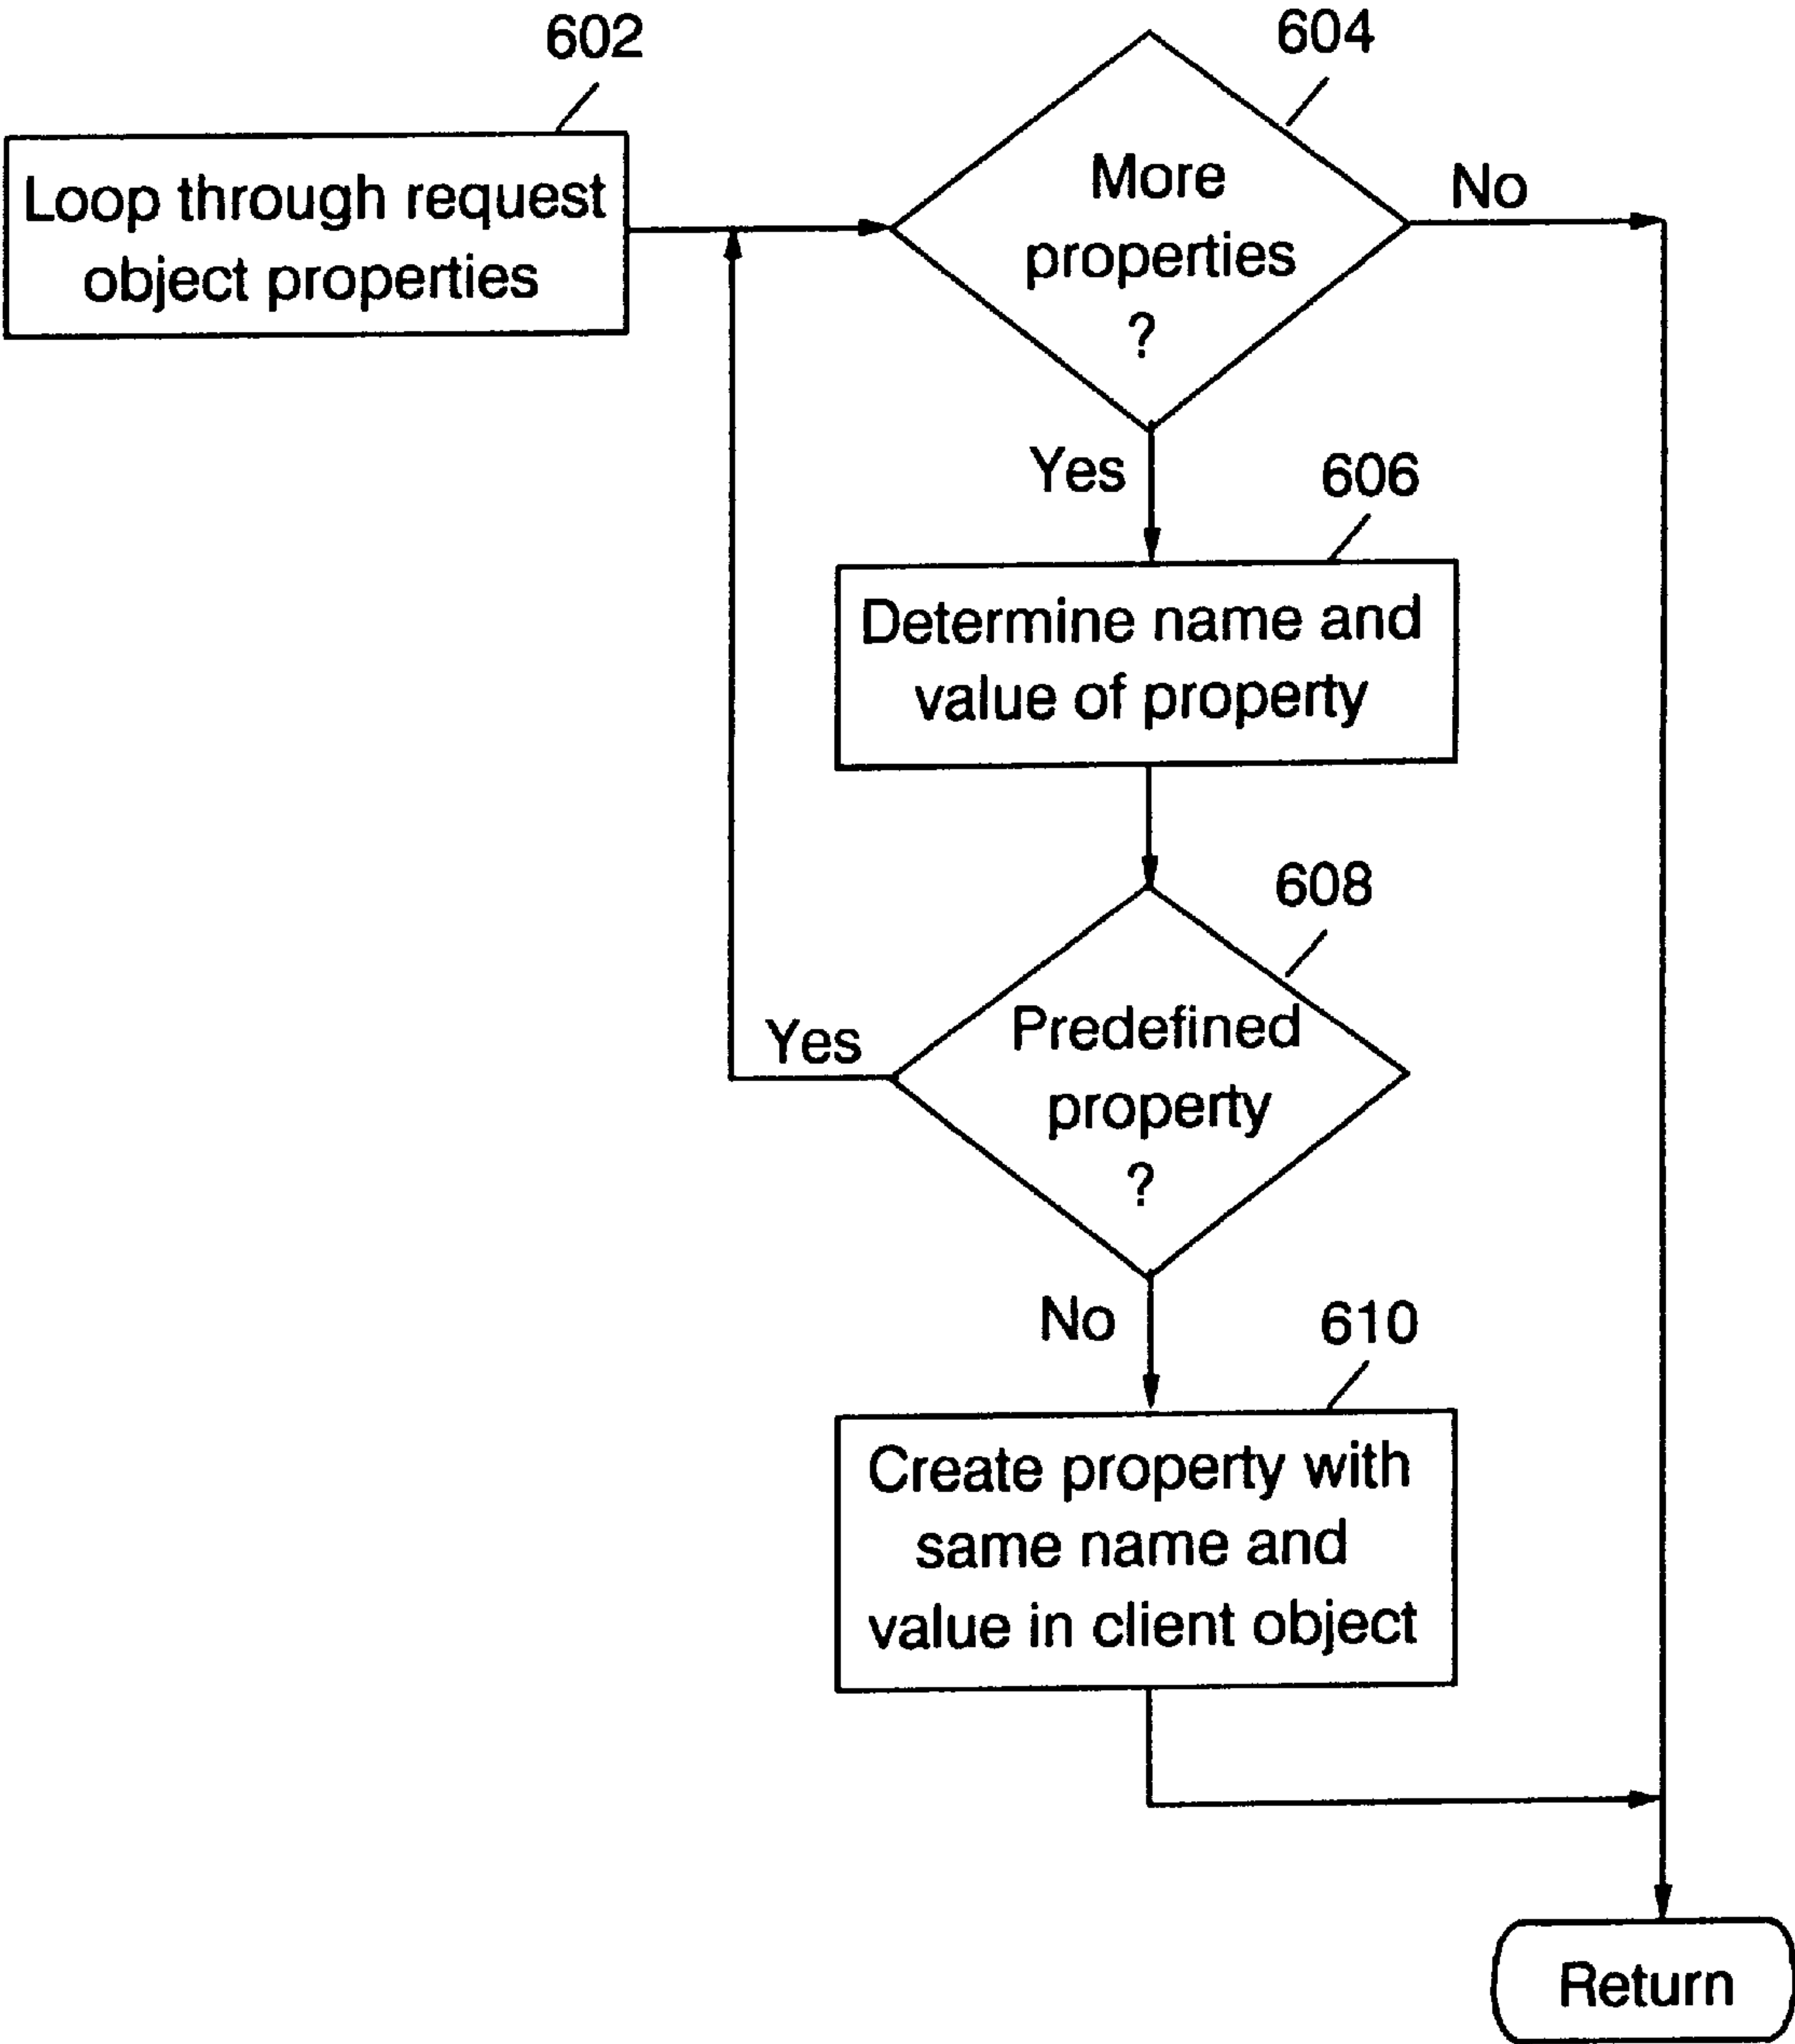 602
Loop through request
object properties
604
More
properties
?
No
Yes
606
Determine name and
value of property
608
Predefined
property
?
Yes
No
610
Create property with
same name and
value in client object
Return